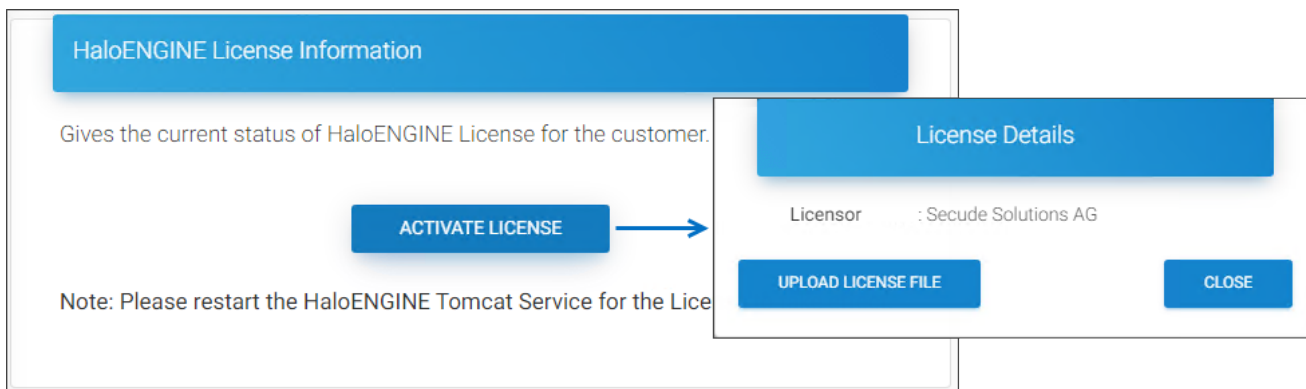 HaloENGINE License Information
Gives the current status of HaloENGINE License for the customer.
ACTIVATE LICENSE
Note: Please restart the HaloENGINE Tomcat Service for the Lice
License Details
Licensor : Secude Solutions AG
UPLOAD LICENSE FILE CLOSE